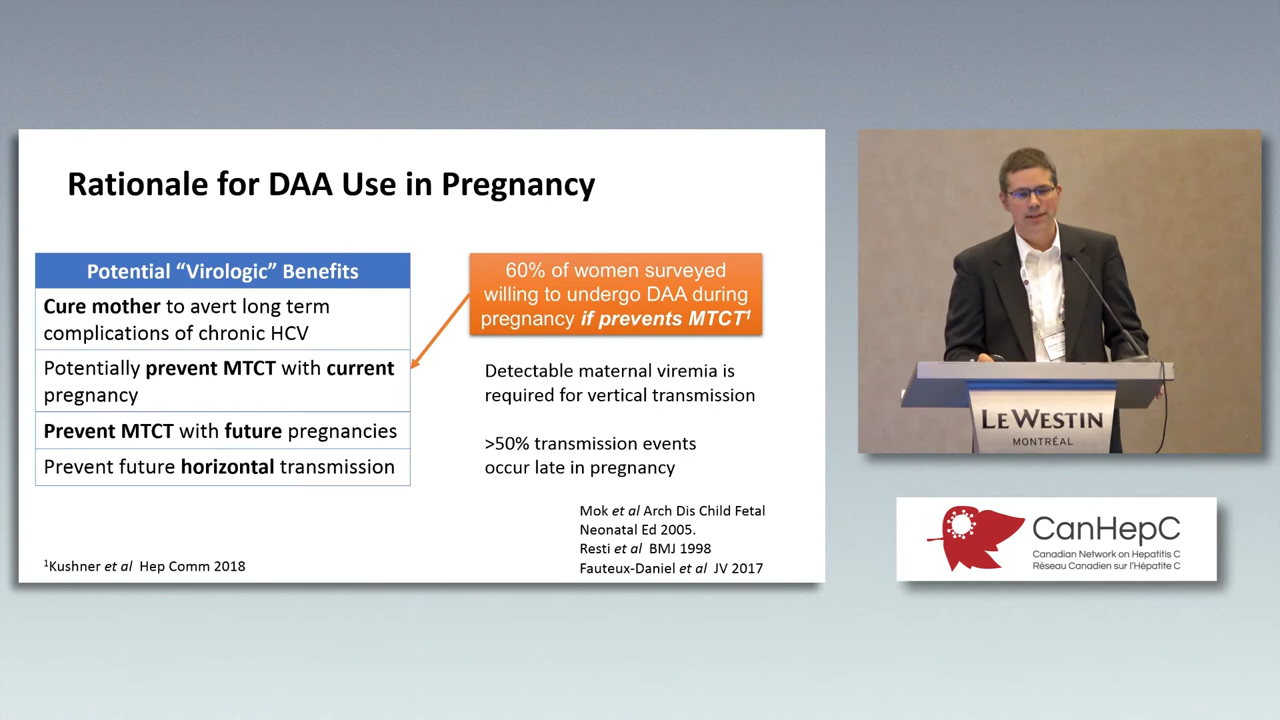 Rationale for DAA Use in Pregnancy
Potential “Virologic” Benefits
Cure mother to avert long term
complications of chronic HCV
Potentially prevent MTCT with current
pregnancy
Prevent MTCT with future pregnancies
Prevent future horizontal transmission
60% of women surveyed
willing to undergo DAA during
pregnancy if prevents MTCT¹
Detectable maternal viremia is
required for vertical transmission
>50% transmission events
occur late in pregnancy
Mok et al Arch Dis Child Fetal
Neonatal Ed 2005.
Resti et al BMJ 1998
Fauteux-Daniel et al JV 2017
¹Kushner et al Hep Comm 2018
LE WESTIN
MONTRÉAL
CanHepC
Canadian Network on Hepatitis C
Réseau Canadien sur l'Hépatite C